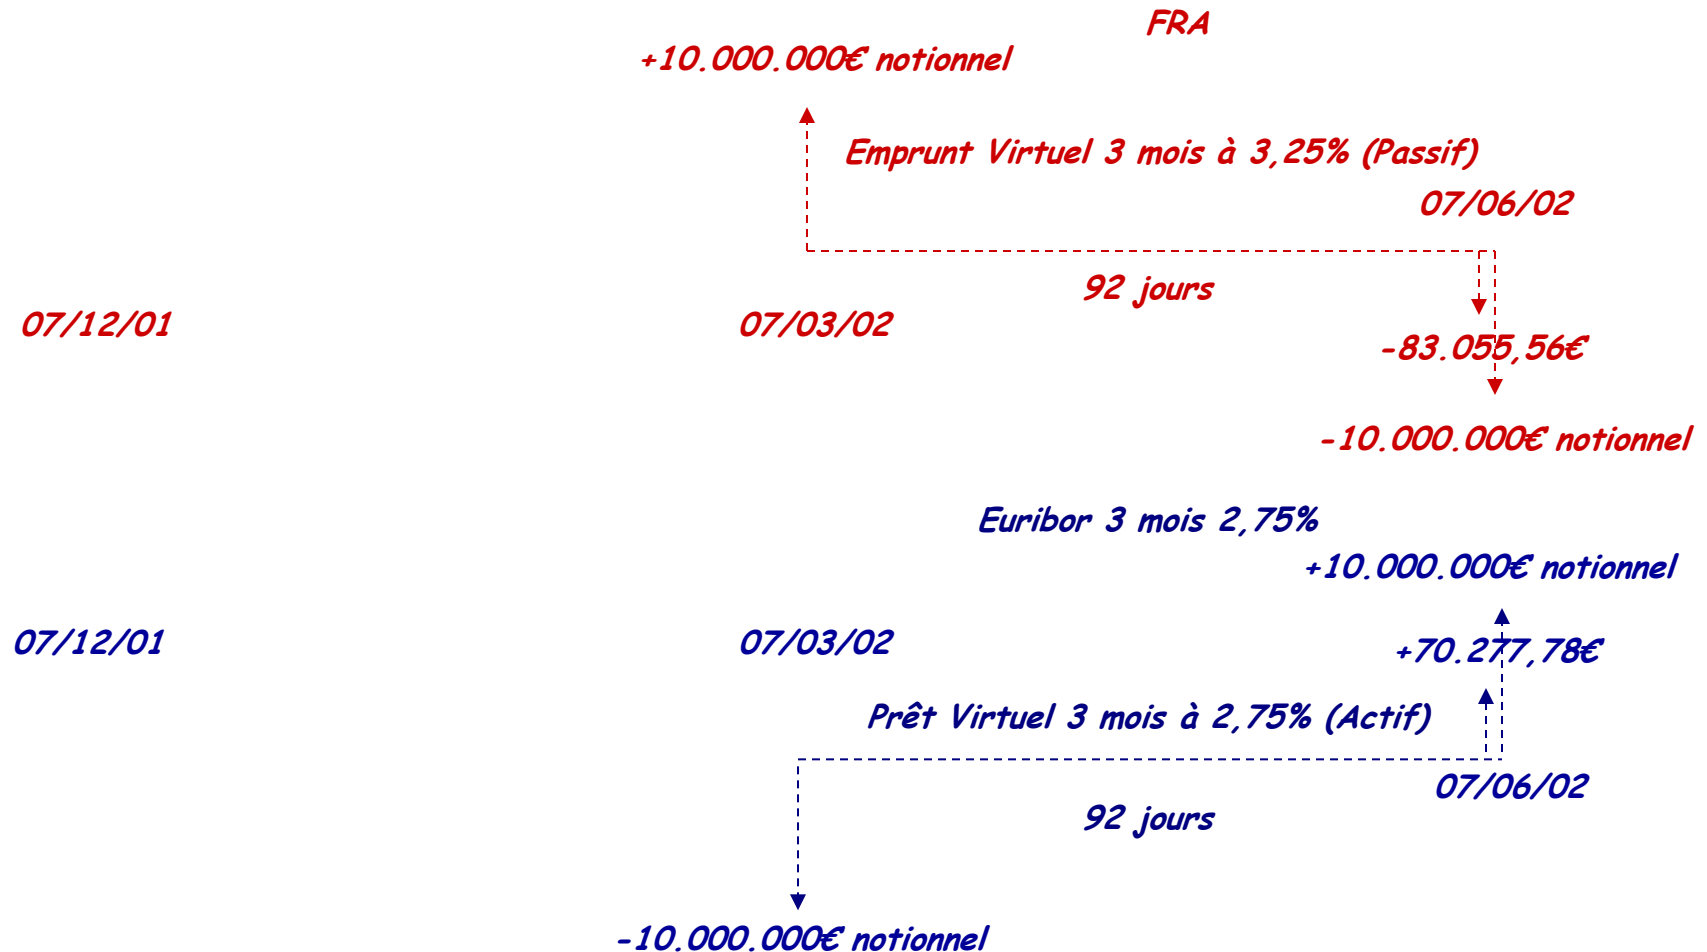 FRA
+10.000.000€ notionnel
Emprunt Virtuel 3 mois à 3,25% (Passif)
07/06/02
92 jours
07/12/01
07/03/02
-83.055,56€
-10.000.000€ notionnel
Euribor 3 mois 2,75%
+10.000.000€ notionnel
07/12/01
07/03/02
+70.277,78€
Prêt Virtuel 3 mois à 2,75% (Actif)
07/06/02
92 jours
-10.000.000€ notionnel